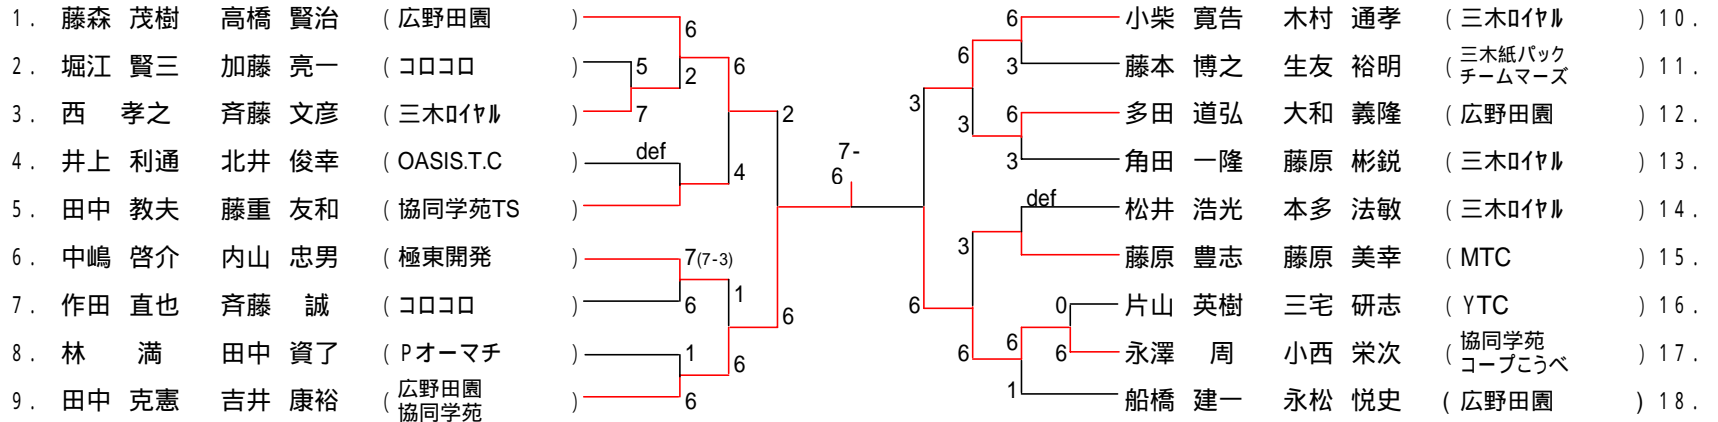 1. 藤森 茂樹 高橋 賢治 (広野田園 )
2. 堀江 賢三 加藤 亮一 (コロコロ )
3. 西 孝之 斉藤 文彦 (三木ロイヤル )
4. 井上 利通 北井 俊幸 (OASIS.T.C )
5. 田中 教夫 藤重 友和 (協同学苑TS )
6. 中嶋 啓介 内山 忠男 (極東開発 )
7. 作田 直也 斉藤 誠 (コロコロ )
8. 林 満 田中 資了 (Pオーマチ )
9. 田中 克憲 吉井 康裕 (広野田園
協同学苑 )
6
5
2
7
6
def
4
2
7(7-3)
6
1
1
6
6
6
7-
6
3
6
6
3
6
3
6
3
def
3
0
6
6
6
1
小柴 寛告 木村 通孝 (三木ロイヤル )10.
藤本 博之 生友 裕明 (三木紙パック
チームマーズ )11.
多田 道弘 大和 義隆 (広野田園 )12.
角田 一隆 藤原 彬鋭 (三木ロイヤル )13.
松井 浩光 本多 法敏 (三木ロイヤル )14.
藤原 豊志 藤原 美幸 (MTC )15.
片山 英樹 三宅 研志 (YTC )16.
永澤 周 小西 栄次 (協同学苑
コープこうべ )17.
船橋 建一 永松 悦史 (広野田園 )18.